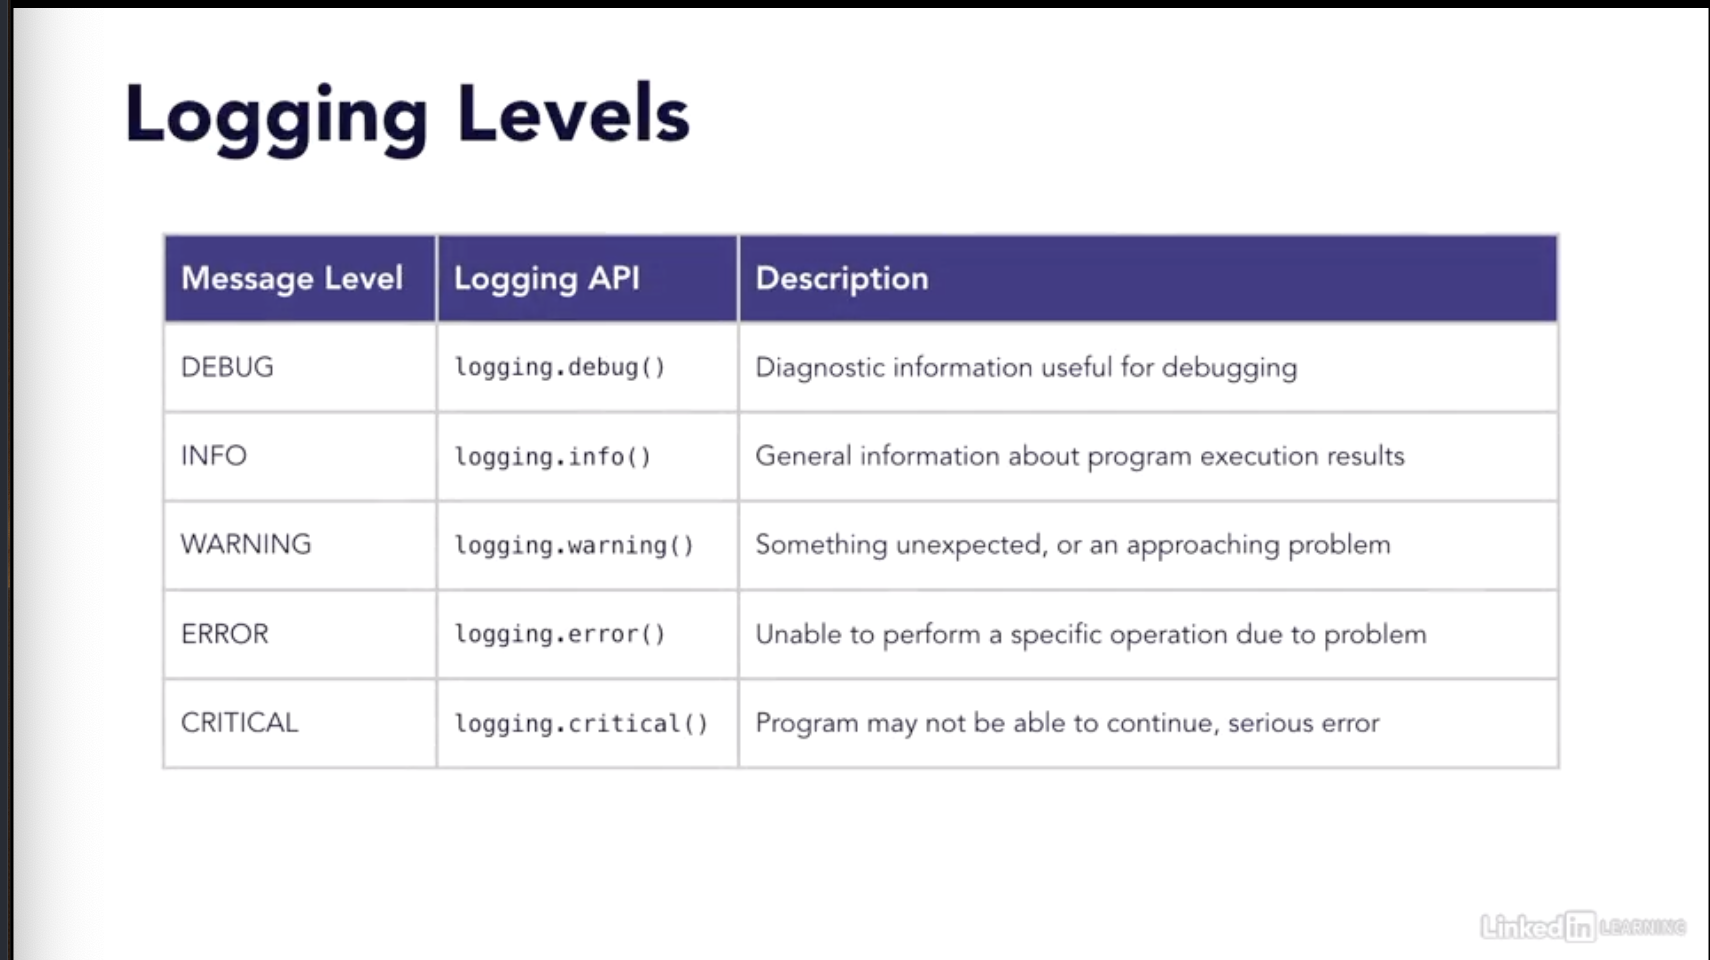 Logging Levels
Message Level Logging API Description
DEBUG logging.debug() Diagnostic information useful for debugging
INFO logging.info() General information about program execution results
WARNING logging.warning() Something unexpected, or an approaching problem
ERROR logging.error() Unable to perform a specific operation due to problem
CRITICAL logging.critical() Program may not be able to continue, serious error
Linked in LEARNING